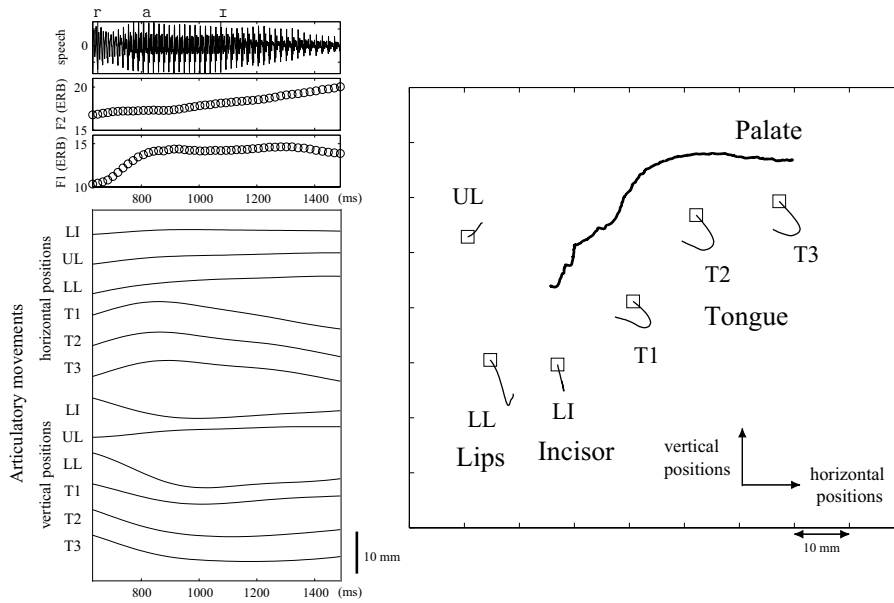 r a ɪ
speech
0
F2 (ERB)
20
15
F1 (ERB)
15
10
800 1000 1200 1400 (ms)
Articulatory movements
horizontal positions
LI
UL
LL
T1
T2
T3
vertical positions
LI
UL
LL
T1
T2
T3
10 mm
800 1000 1200 1400 (ms)
Palate
UL
T2
T3
Tongue
T1
LL
LI
Lips
Incisor
vertical
positions
horizontal
positions
10 mm